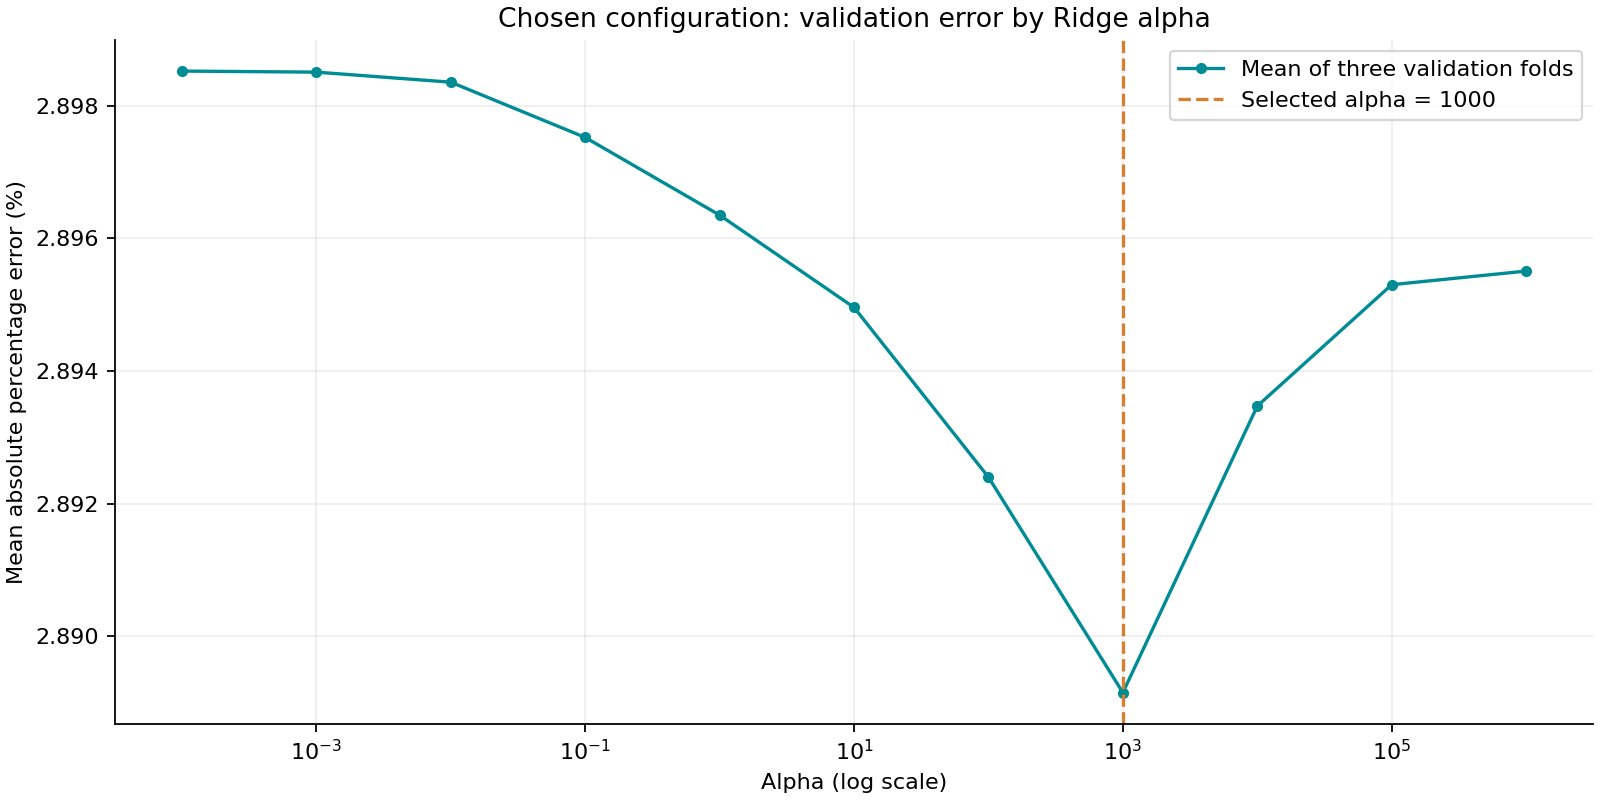 Chosen configuration: validation error by Ridge alpha
Mean of three validation folds
Selected alpha = 1000
Mean absolute percentage error (%)
2.898
2.896
2.894
2.892
2.890
10⁻³
10⁻¹
10¹
10³
10⁵
Alpha (log scale)